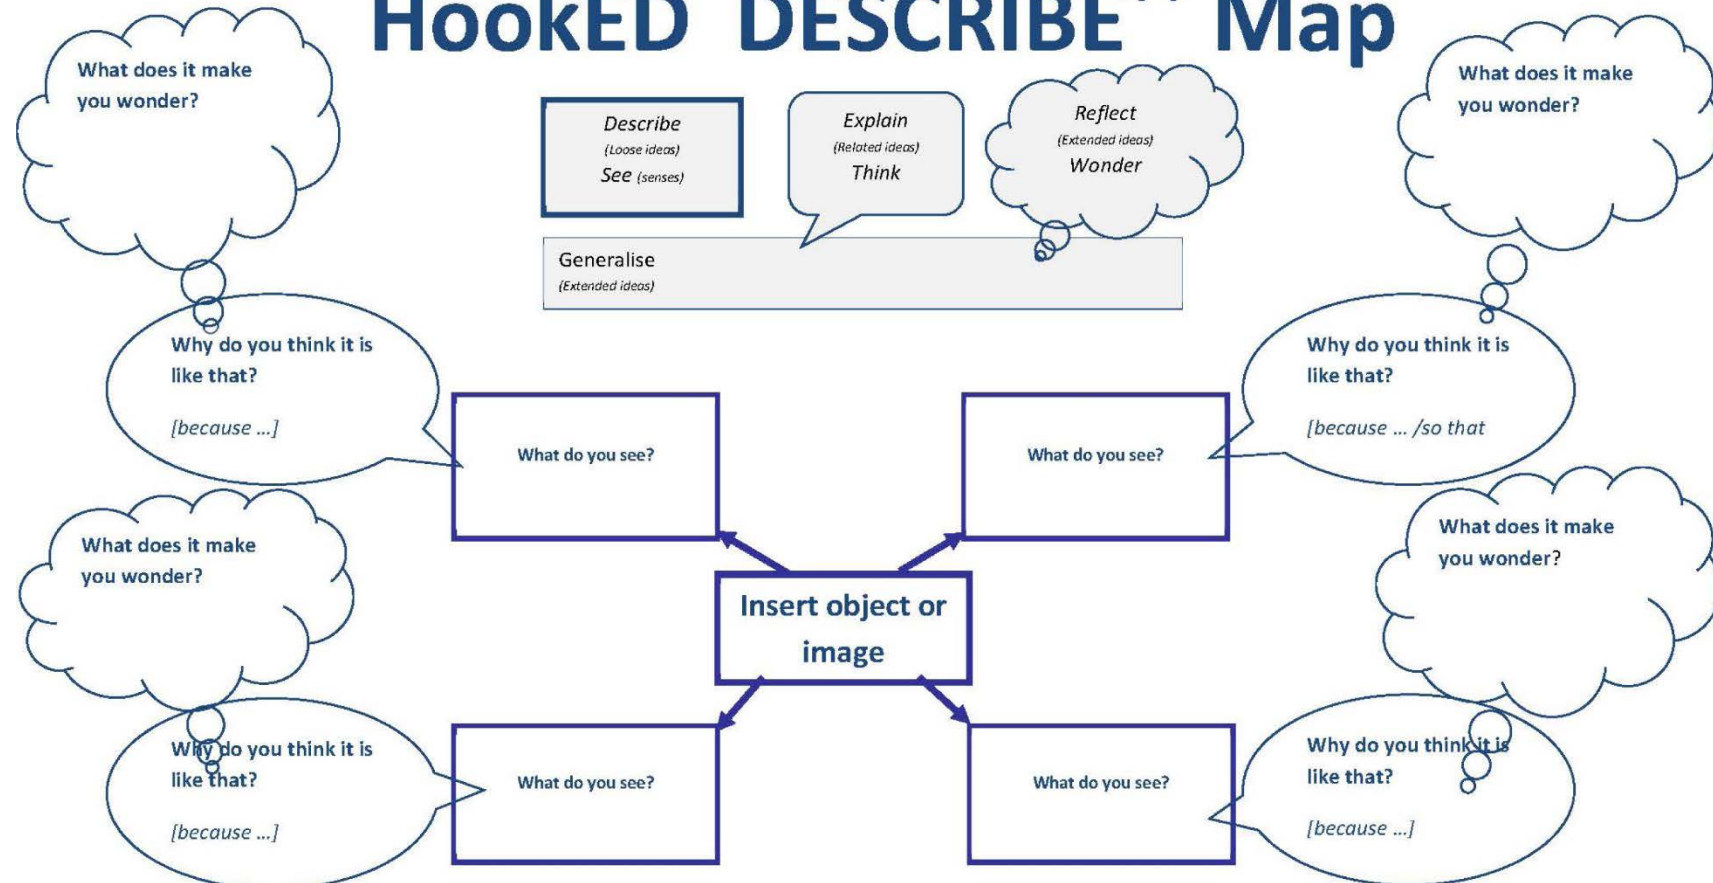 HookED DESCRIBE++ Map
What does it make
you wonder?
What does it make
you wonder?
Describe
(Loose ideas)
See (senses)
Explain
(Related ideas)
Think
Reflect
(Extended ideas)
Wonder
Generalise
(Extended ideas)
Why do you think it is
like that?
[because ...]
What do you see?
What do you see?
Why do you think it is
like that?
[because ... /so that
What does it make
you wonder?
What does it make
you wonder?
Insert object or
image
Why do you think it is
like that?
[because ...]
What do you see?
What do you see?
Why do you think it is
like that?
[because ...]